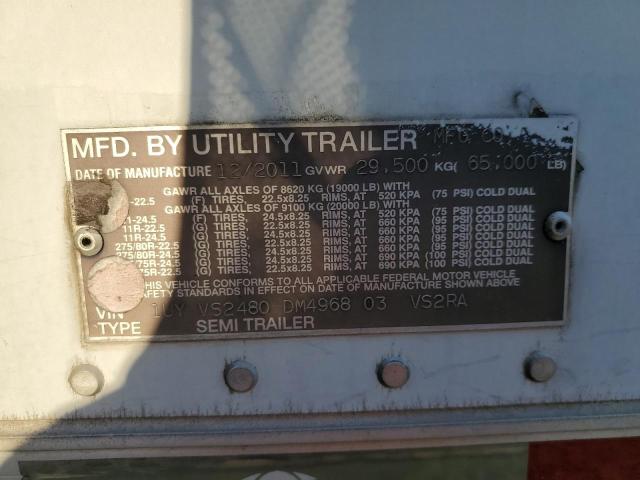 MFD. BY UTILITY TRAILER MFG. CO.
DATE OF MANUFACTURE 12/2011 GVWR 29,500 KG( 65,000 LB)
GAWR ALL AXLES OF 8620 KG (19000 LB) WITH
-22.5 (F) TIRES, 22.5x8.25 RIMS, AT 520 KPA (75 PSI) COLD DUAL
GAWR ALL AXLES OF 9100 KG (20000 LB) WITH
11-24.5 (F) TIRES, 24.5x8.25 RIMS, AT 520 KPA (75 PSI) COLD DUAL
11R-22.5 (G) TIRES, 22.5x8.25 RIMS, AT 660 KPA (95 PSI) COLD DUAL
11R-24.5 (G) TIRES, 24.5x8.25 RIMS, AT 660 KPA (95 PSI) COLD DUAL
275/80R-22.5 (G) TIRES, 22.5x8.25 RIMS, AT 660 KPA (95 PSI) COLD DUAL
275/80R-24.5 (G) TIRES, 24.5x8.25 RIMS, AT 660 KPA (95 PSI) COLD DUAL
75R-24.5 (G) TIRES, 24.5x8.25 RIMS, AT 690 KPA (100 PSI) COLD DUAL
75R-22.5 (G) TIRES, 22.5x8.25 RIMS, AT 690 KPA (100 PSI) COLD DUAL
THIS VEHICLE CONFORMS TO ALL APPLICABLE FEDERAL MOTOR VEHICLE
SAFETY STANDARDS IN EFFECT ON DATE OF MANUFACTURE SHOWN ABOVE
VIN 1UY VS2480 DM4968 03 VS2RA
TYPE SEMI TRAILER